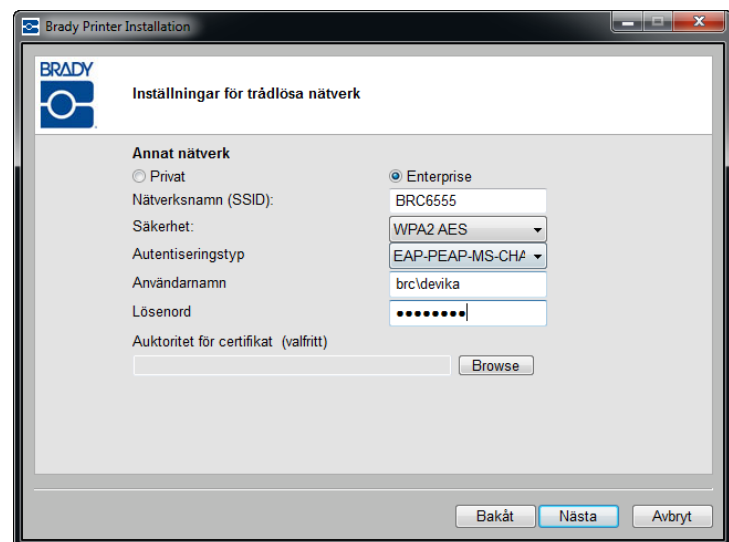 Brady Printer Installation
BRADY
Inställningar för trådlösa nätverk
Annat nätverk
Privat
Enterprise
Nätverksnamn (SSID):
BRC6555
Säkerhet:
WPA2 AES
Autentiseringstyp
EAP-PEAP-MS-CHA
Användarnamn
brc\devika
Lösenord
●●●●●●●●
Auktoritet för certifikat (valfritt)
Browse
Bakåt
Nästa
Avbryt